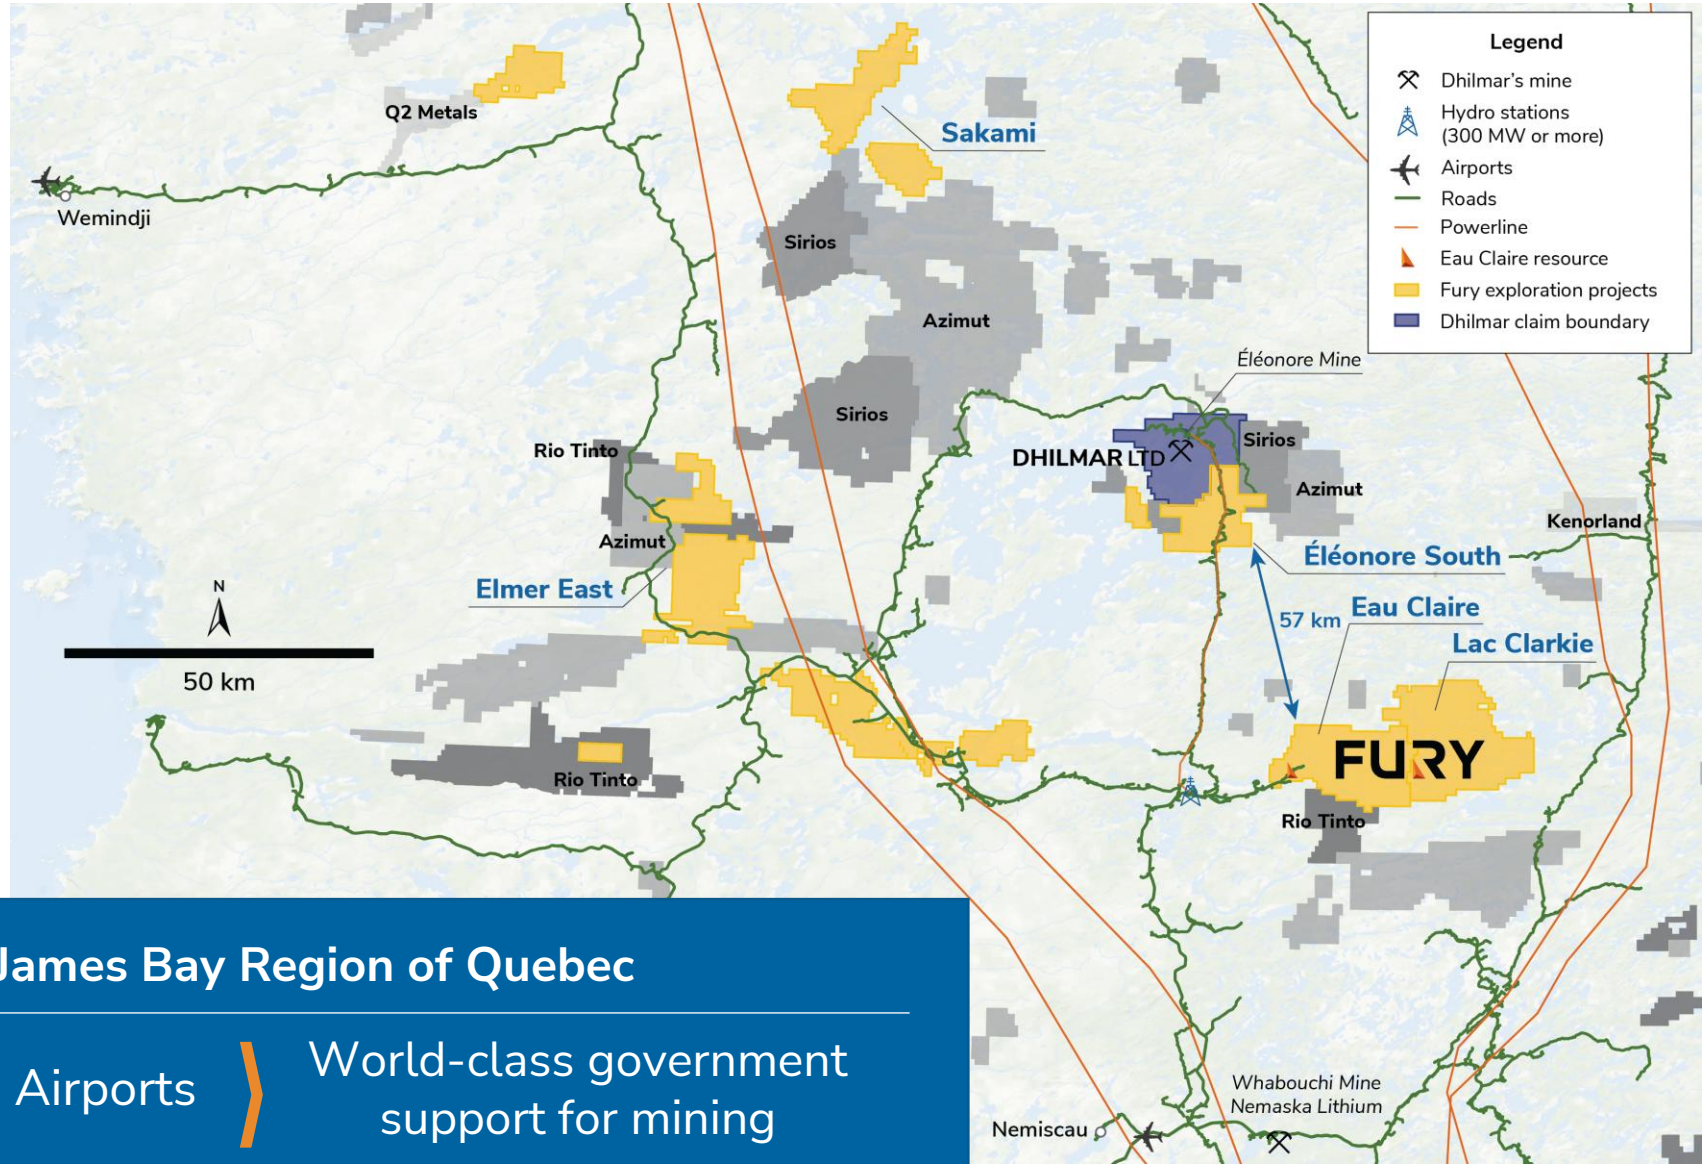 Legend
Dhilmar's mine
Hydro stations
(300 MW or more)
Airports
Roads
Powerline
Eau Claire resource
Fury exploration projects
Dhilmar claim boundary
Q2 Metals
Sakami
Wemindji
Sirios
Azimut
Éléonore Mine
Sirios
Rio Tinto
Sirios
DHILMAR LTD
Azimut
Kenorland
Azimut
Éléonore South
Elmer East
N
57 km
Eau Claire
Lac Clarkie
50 km
FURY
Rio Tinto
Rio Tinto
James Bay Region of Quebec
Airports
World-class government
support for mining
Whabouchi Mine
Nemaska Lithium
Nemiscau